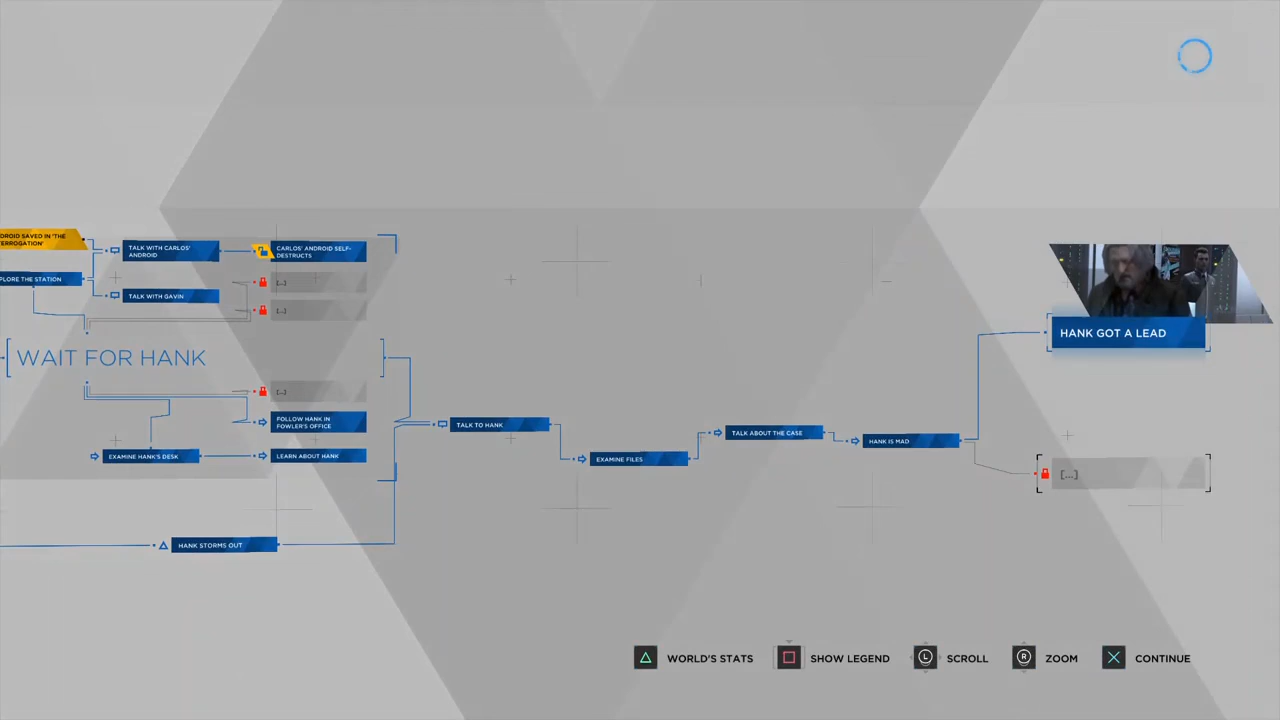 DROID SAVED IN 'THE
TERROGATION'
TALK WITH CARLOS'
ANDROID
CARLOS' ANDROID SELF-
DESTRUCTS
PLORE THE STATION
[...]
TALK WITH GAVIN
[...]
HANK GOT A LEAD
WAIT FOR HANK
[...]
FOLLOW HANK IN
FOWLER'S OFFICE
TALK TO HANK
TALK ABOUT THE CASE
HANK IS MAD
EXAMINE HANK'S DESK
LEARN ABOUT HANK
EXAMINE FILES
[...]
HANK STORMS OUT
WORLD'S STATS
SHOW LEGEND
L
SCROLL
R
ZOOM
CONTINUE